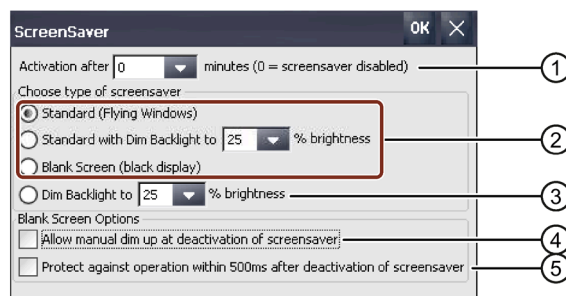 ScreenSaver OK
Activation after 0 minutes (0 = screensaver disabled) 1
Choose type of screensaver
Standard (Flying Windows)
Standard with Dim Backlight to 25 % brightness 2
Blank Screen (black display)
Dim Backlight to 25 % brightness 3
Blank Screen Options
Allow manual dim up at deactivation of screensaver 4
Protect against operation within 500ms after deactivation of screensaver 5